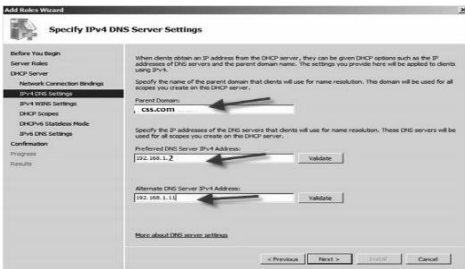 Add Roles Wizard
Specify IPv4 DNS Server Settings
Before You Begin
Server Roles
DHCP Server
Network Connection Bindings
IPv4 DNS Settings
IPv4 WINS Settings
DHCP Scopes
DHCPv6 Stateless Mode
IPv6 DNS Settings
Confirmation
Progress
Results
When clients obtain an IP address from the DHCP server, they can be given DHCP options such as the IP
addresses of DNS servers and the parent domain name. The settings you provide here will be applied to clients
using IPv4.
Specify the name of the parent domain that clients will use for name resolution. This domain will be used for all
scopes you create on this DHCP server.
Parent Domain:
css.com
Specify the IP addresses of the DNS servers that clients will use for name resolution. These DNS servers will be
used for all scopes you create on this DHCP server.
Preferred DNS Server IPv4 Address:
192.168.1.2
Validate
Alternate DNS Server IPv4 Address:
192.168.1.11
Validate
More about DNS server settings
< Previous
Next >
Install
Cancel